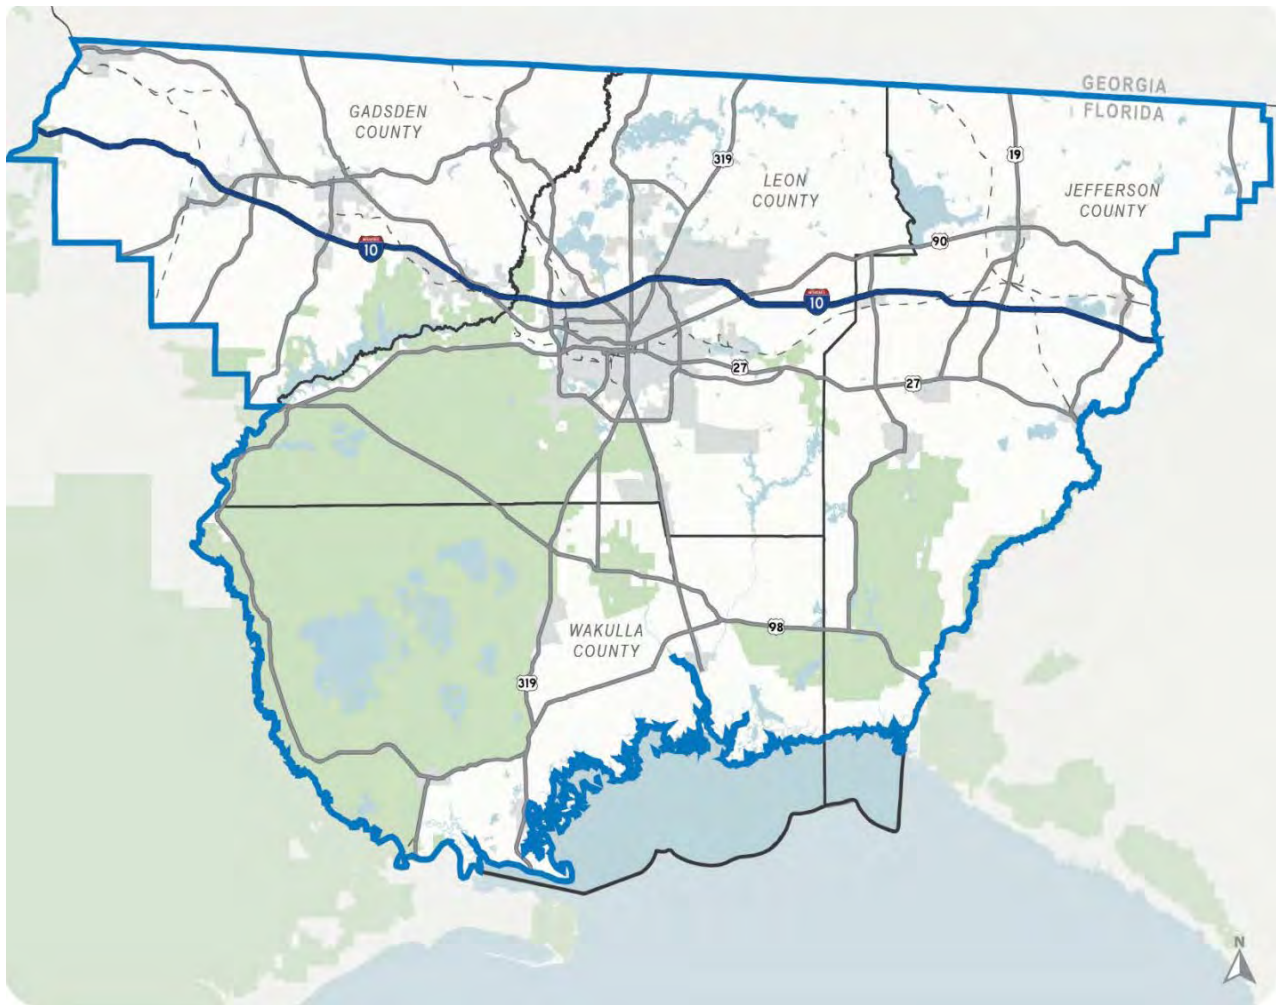 GEORGIA
FLORIDA
GADSDEN
COUNTY
319
19
LEON
COUNTY
JEFFERSON
COUNTY
90
10
10
27
27
98
WAKULLA
COUNTY
319
N